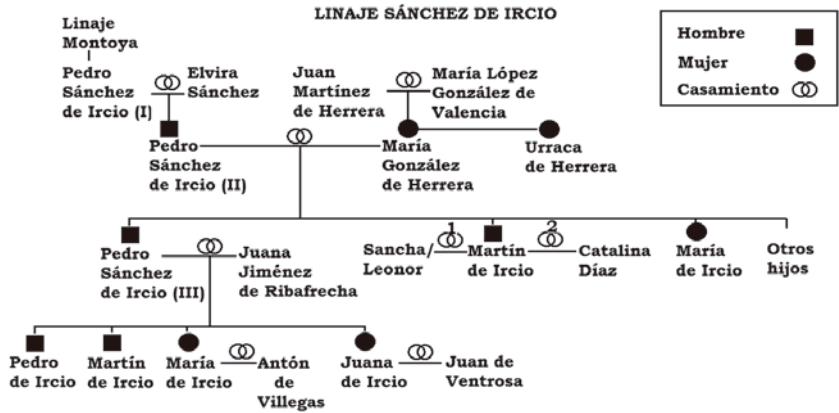 LINAJE SÁNCHEZ DE IRCIO
Hombre
Mujer
Casamiento
Linaje
Montoya
Pedro
Sánchez
de Ircio (I)
Elvira
Sánchez
Juan
Martínez
de Herrera
María López
González de
Valencia
Pedro
Sánchez
de Ircio (II)
María
González
de Herrera
Urraca
de Herrera
Pedro
Sánchez
de Ircio (III)
Juana
Jiménez
de Ribafrecha
Sancha/
Leonor
1
Martín
de Ircio
2
Catalina
Díaz
María
de Ircio
Otros
hijos
Pedro
de Ircio
Martín
de Ircio
María
de Ircio
Antón
de
Villegas
Juana
de Ircio
Juan de
Ventrosa